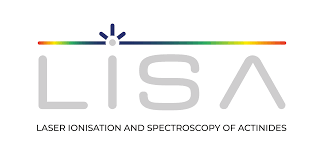 LISA
LASER IONISATION AND SPECTROSCOPY OF ACTINIDES